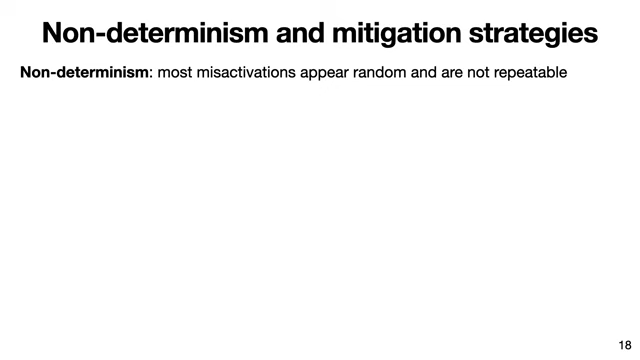 Non-determinism and mitigation strategies
Non-determinism: most misactivations appear random and are not repeatable
18